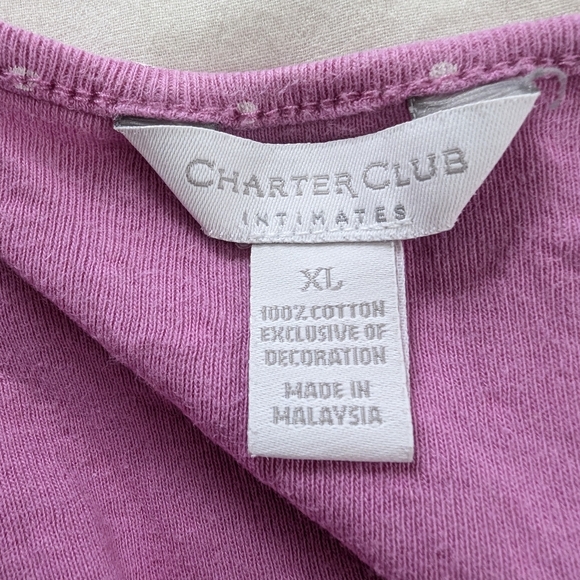 CHARTER CLUB
INTIMATES
XL
100% COTTON
EXCLUSIVE OF
DECORATION
MADE IN
MALAYSIA